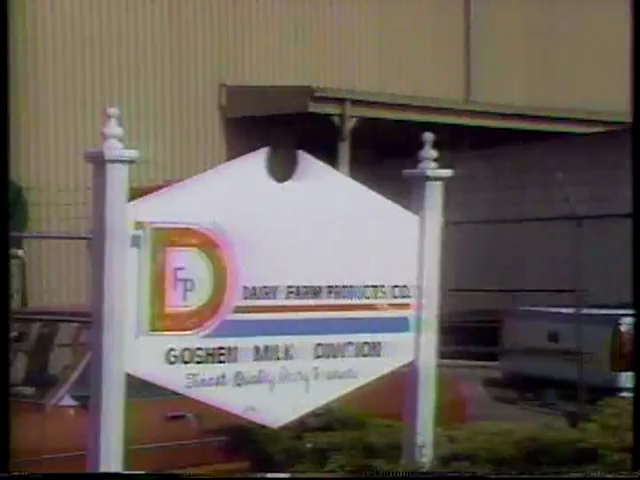 D
FP
DAIRY FARM PRODUCTS CO.
GOSHEN MILK DIVISION
Finest Quality Dairy Products